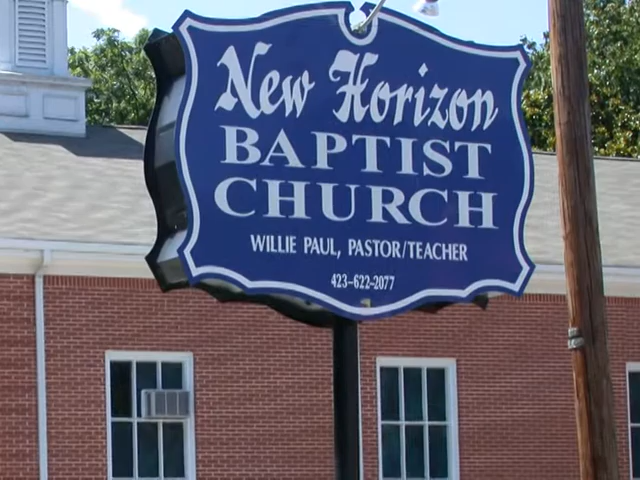 New Horizon
BAPTIST
CHURCH
WILLIE PAUL, PASTOR/TEACHER
423-622-2077